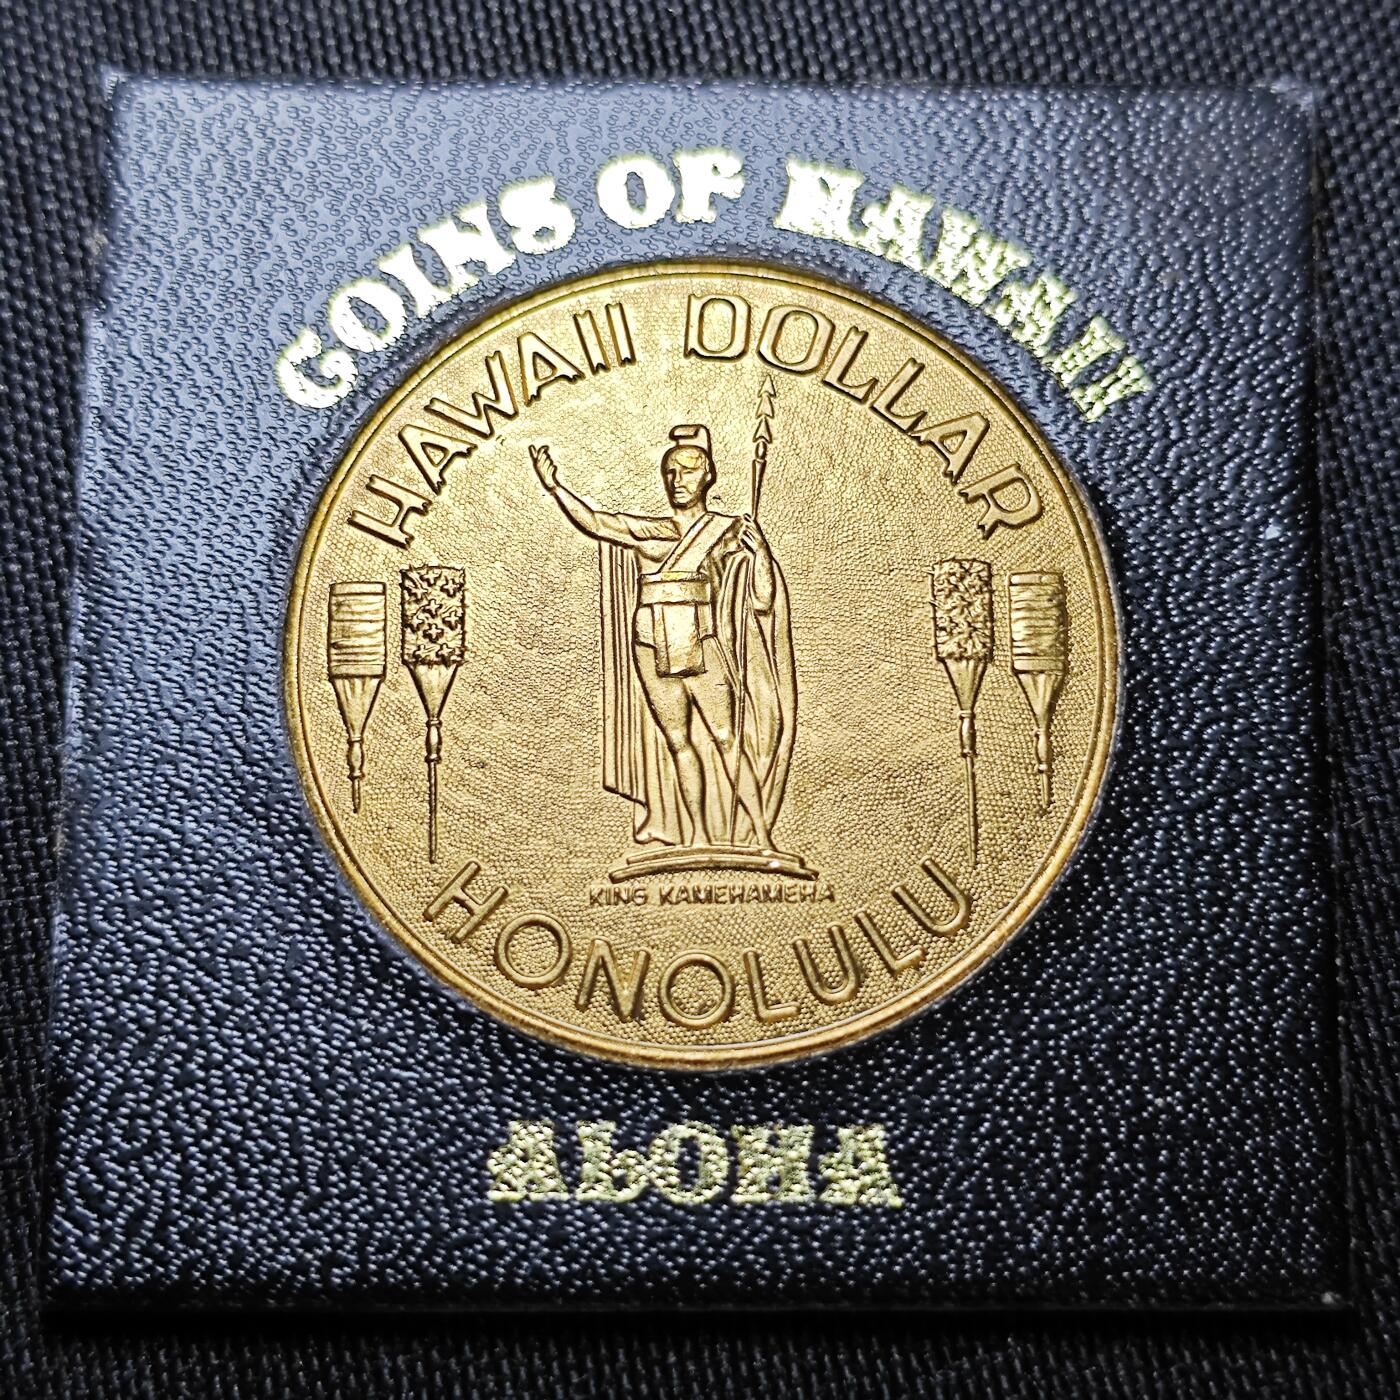 COINS OF HAWAII
HAWAII DOLLAR
KING KAMEHAMEHA
HONOLULU
ALOHA